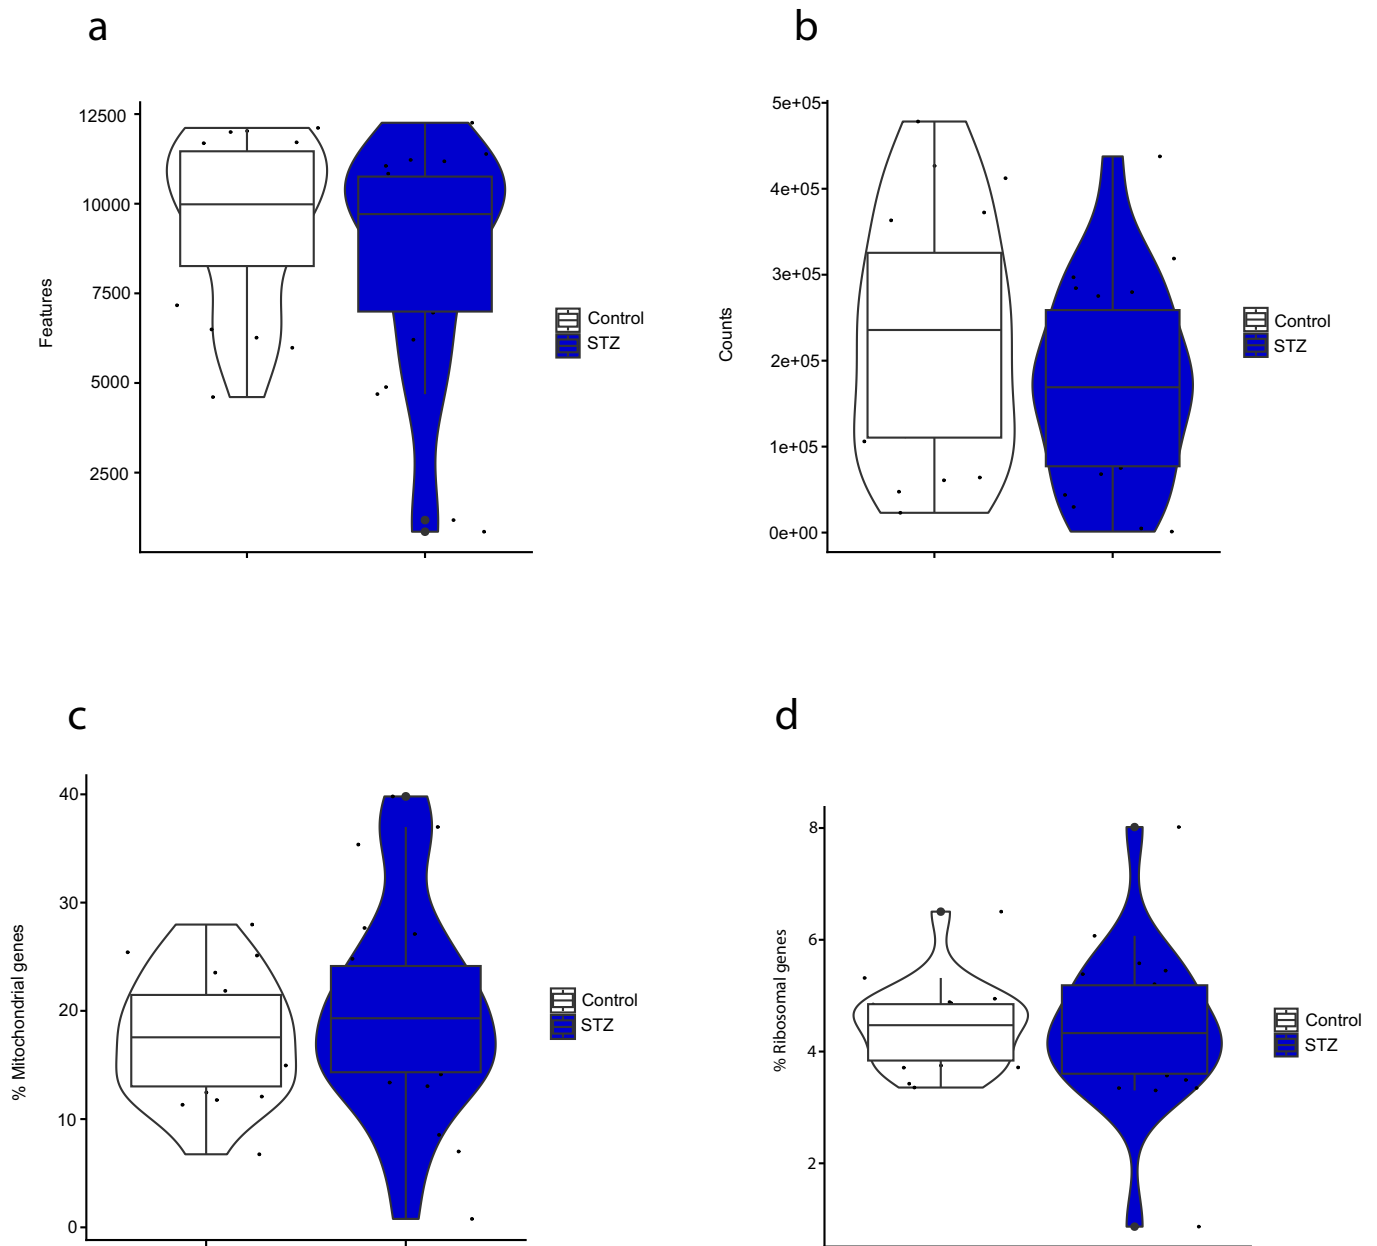 a
12500
10000
7500
5000
2500
Features
Control
STZ
b
5e+05
4e+05
3e+05
2e+05
1e+05
0e+00
Counts
Control
STZ
c
40
30
20
10
0
% Mitochondrial genes
Control
STZ
d
8
6
4
2
% Ribosomal genes
Control
STZ